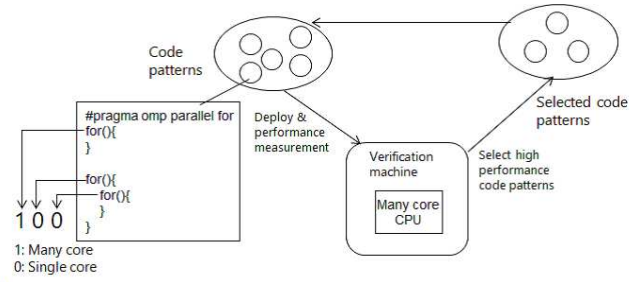 Code
patterns
#pragma omp parallel for
for(){
}
for(){
for(){
}
}
1 0 0
1: Many core
0: Single core
Deploy &
performance
measurement
Verification
machine
Many core
CPU
Select high
performance
code patterns
Selected code
patterns